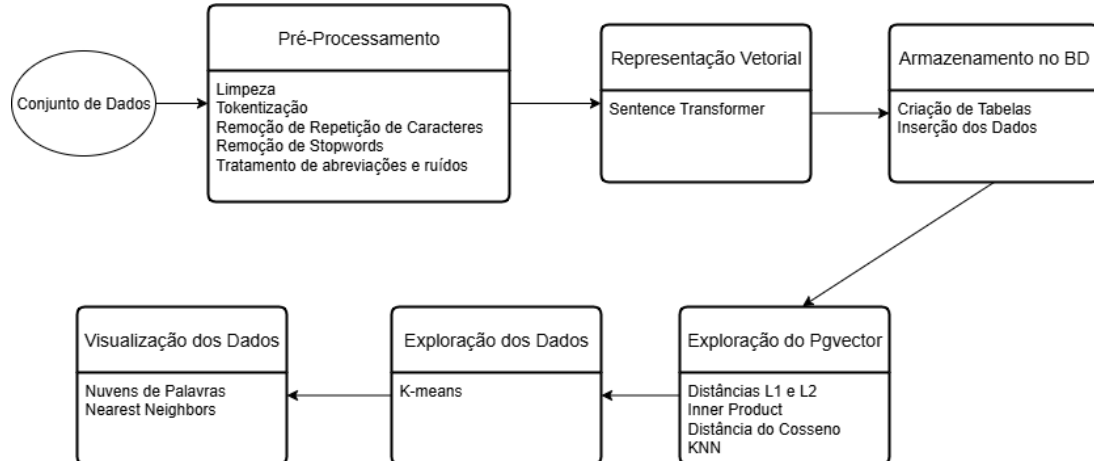 Conjunto de Dados
Pré-Processamento
Limpeza
Tokentização
Remoção de Repetição de Caracteres
Remoção de Stopwords
Tratamento de abreviações e ruídos
Representação Vetorial
Sentence Transformer
Armazenamento no BD
Criação de Tabelas
Inserção dos Dados
Exploração do Pgvector
Distâncias L1 e L2
Inner Product
Distância do Cosseno
KNN
Exploração dos Dados
K-means
Visualização dos Dados
Nuvens de Palavras
Nearest Neighbors